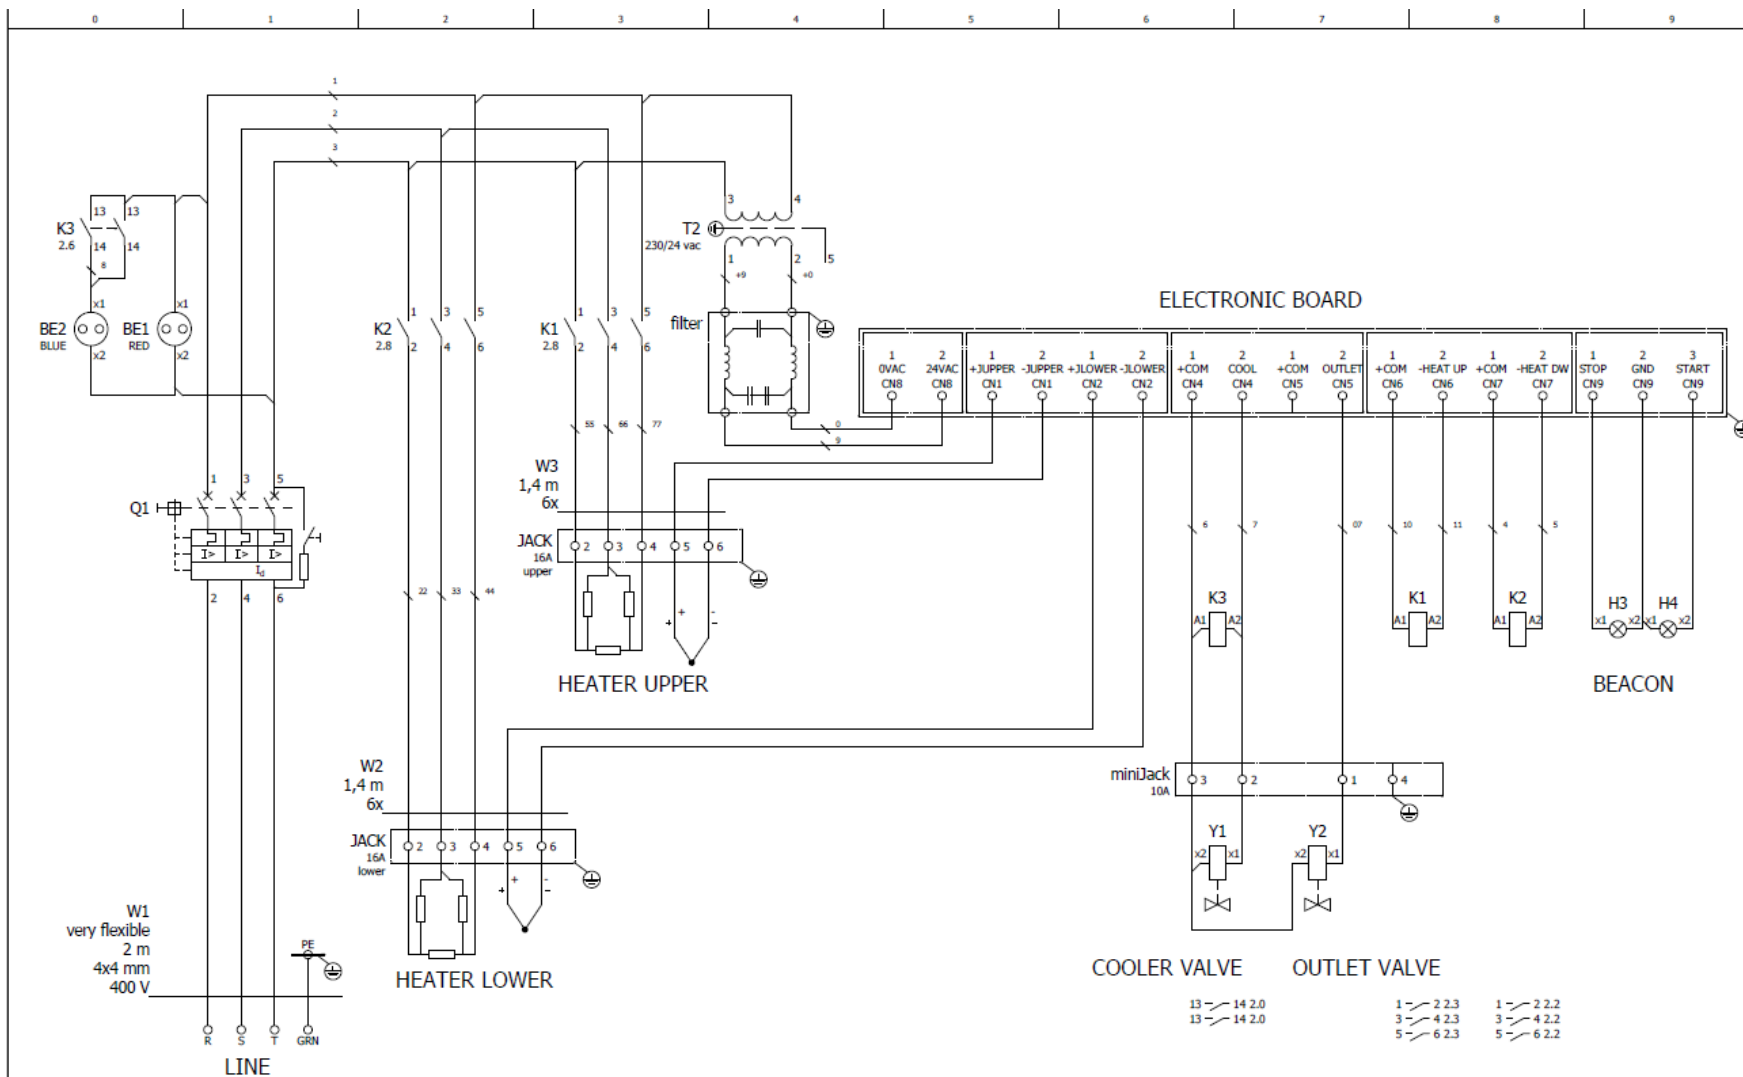 0 1 2 3 4 5 6 7 8 9
1
2
3
13 13
K3
2.6
14 14
8
x1 x1
BE2 BE1
BLUE RED
x2 x2
3 4
T2
230/24 vac
1 2 5
+9 +0
filter
1 3 5
K2
2.8
2 4 6
1 3 5
K1
2.8
2 4 6
55 66 77
0
9
ELECTRONIC BOARD
1 2 1 2 1 2 1 2 1 2 1 2 1 2 1 2 3
0VAC 24VAC +JUPPER -JUPPER +JLOWER -JLOWER +COM COOL +COM OUTLET +COM -HEAT UP +COM -HEAT DW STOP GND START
CN8 CN8 CN1 CN1 CN2 CN2 CN4 CN4 CN5 CN5 CN6 CN6 CN7 CN7 CN9 CN9 CN9
1 3 5
Q1
I> I> I>
Id
2 4 6
W3
1,4 m
6x
JACK
16A
upper
2 3 4 5 6
22 33 44
+ -
+ -
HEATER UPPER
6 7 07 10 11 4 5
K3 K1 K2 H3 H4
A1 A2 A1 A2 A1 A2 x1 x2 x1 x2
BEACON
W2
1,4 m
6x
JACK
16A
lower
2 3 4 5 6
+ -
+ -
HEATER LOWER
miniJack
10A
3 2 1 4
Y1 Y2
x2 x1 x2 x1
COOLER VALVE OUTLET VALVE
W1
very flexible
2 m
4x4 mm
400 V
PE
R S T GRN
LINE
13 14 2.0
13 14 2.0
1 2 2.3
3 4 2.3
5 6 2.3
1 2 2.2
3 4 2.2
5 6 2.2